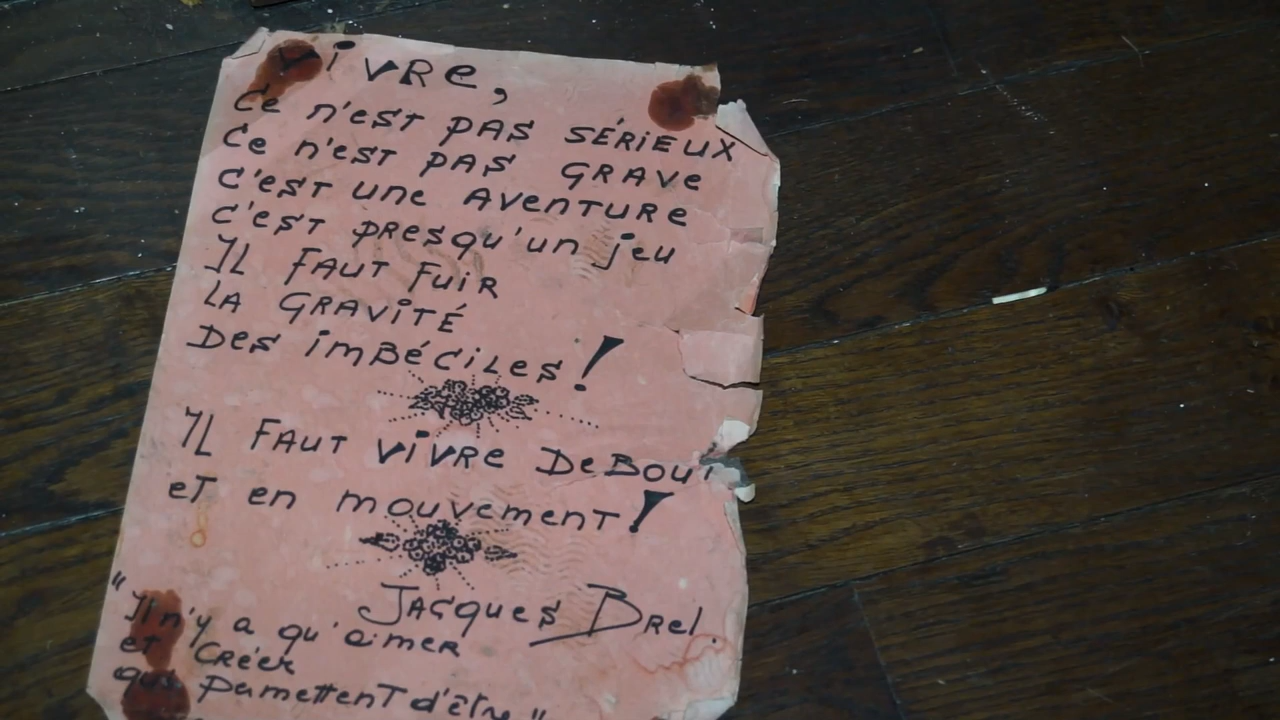 Vivre,
Ce n'est pas sérieux
Ce n'est pas grave
C'est une aventure
C'est presqu'un jeu
Il faut fuir
La gravité
Des imbéciles !
Il faut vivre debout
et en mouvement !
Jacques Brel.
"Il n'y a qu'aimer
et créer
qui permettent d'être"